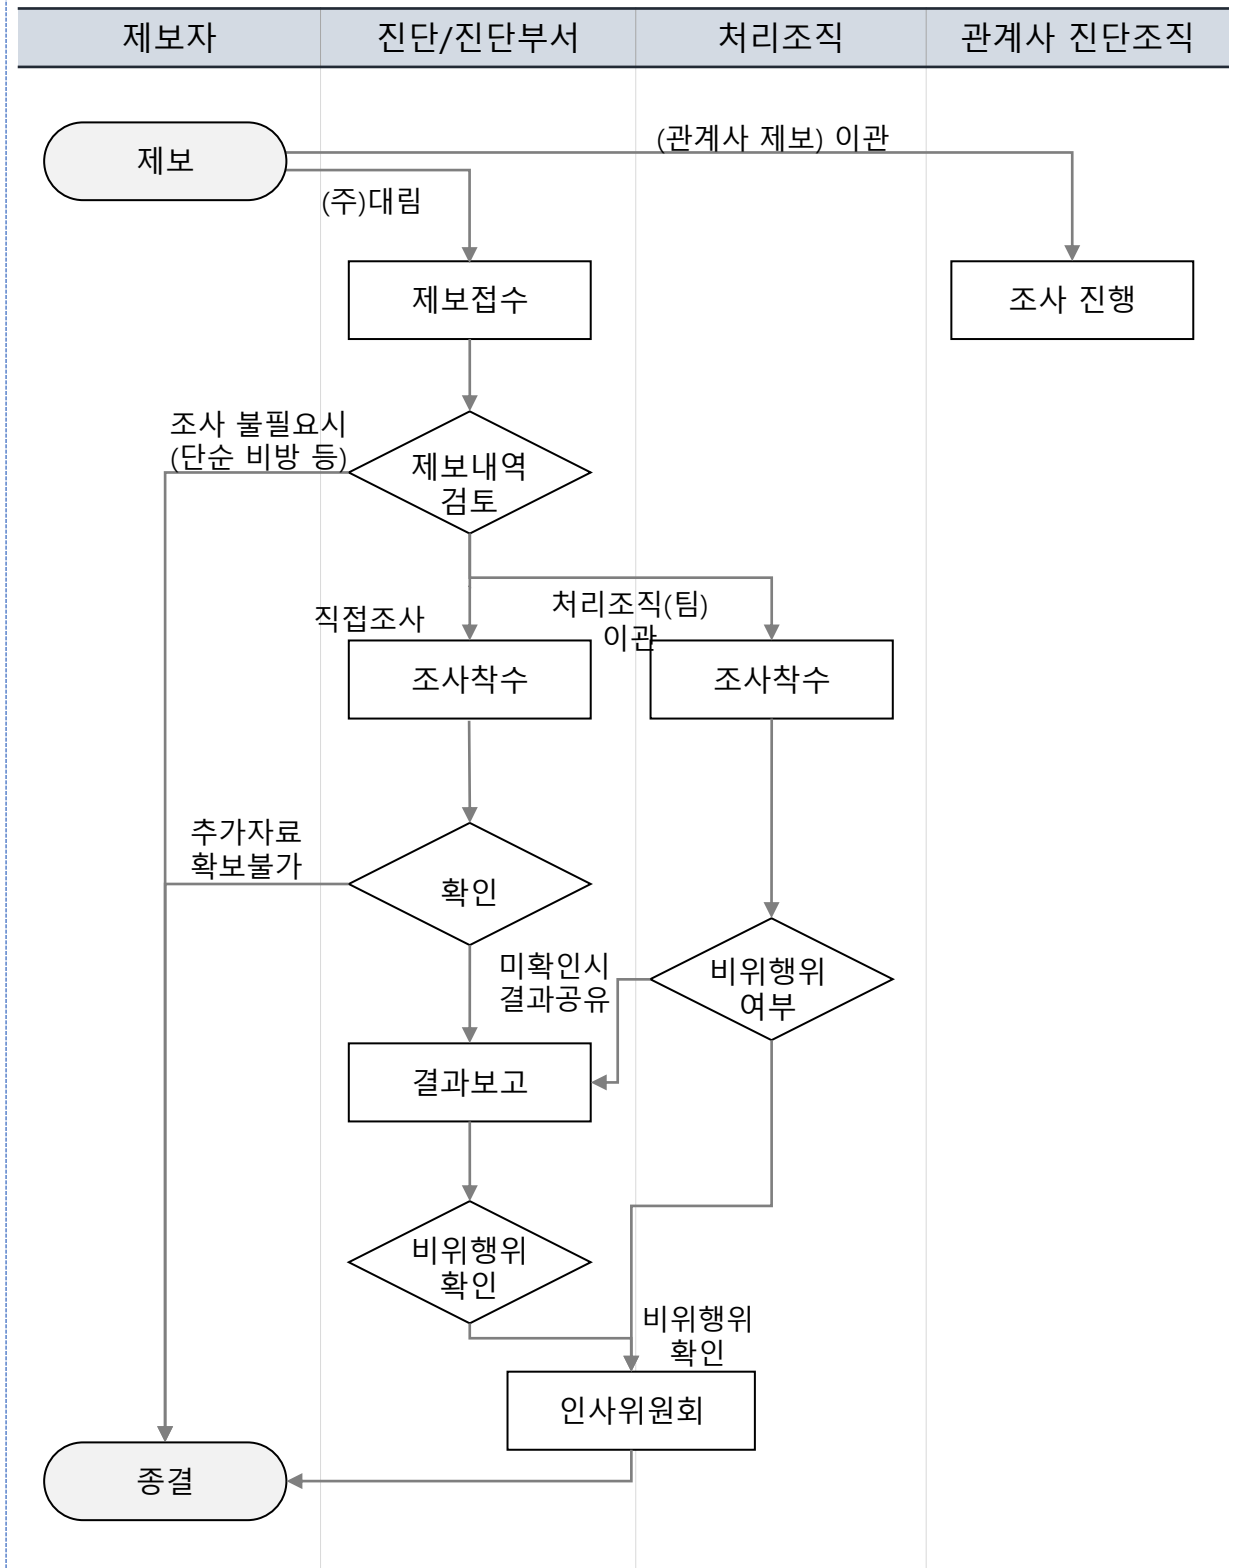 제보자
진단/진단부서
처리조직
관계사 진단조직
제보
(관계사 제보) 이관
(주)대림
제보접수
조사 진행
조사 불필요시
(단순 비방 등)
제보내역
검토
직접조사
처리조직(팀)
이관
조사착수
조사착수
추가자료
확보불가
확인
미확인시
결과공유
비위행위
여부
결과보고
비위행위
확인
비위행위
확인
인사위원회
종결